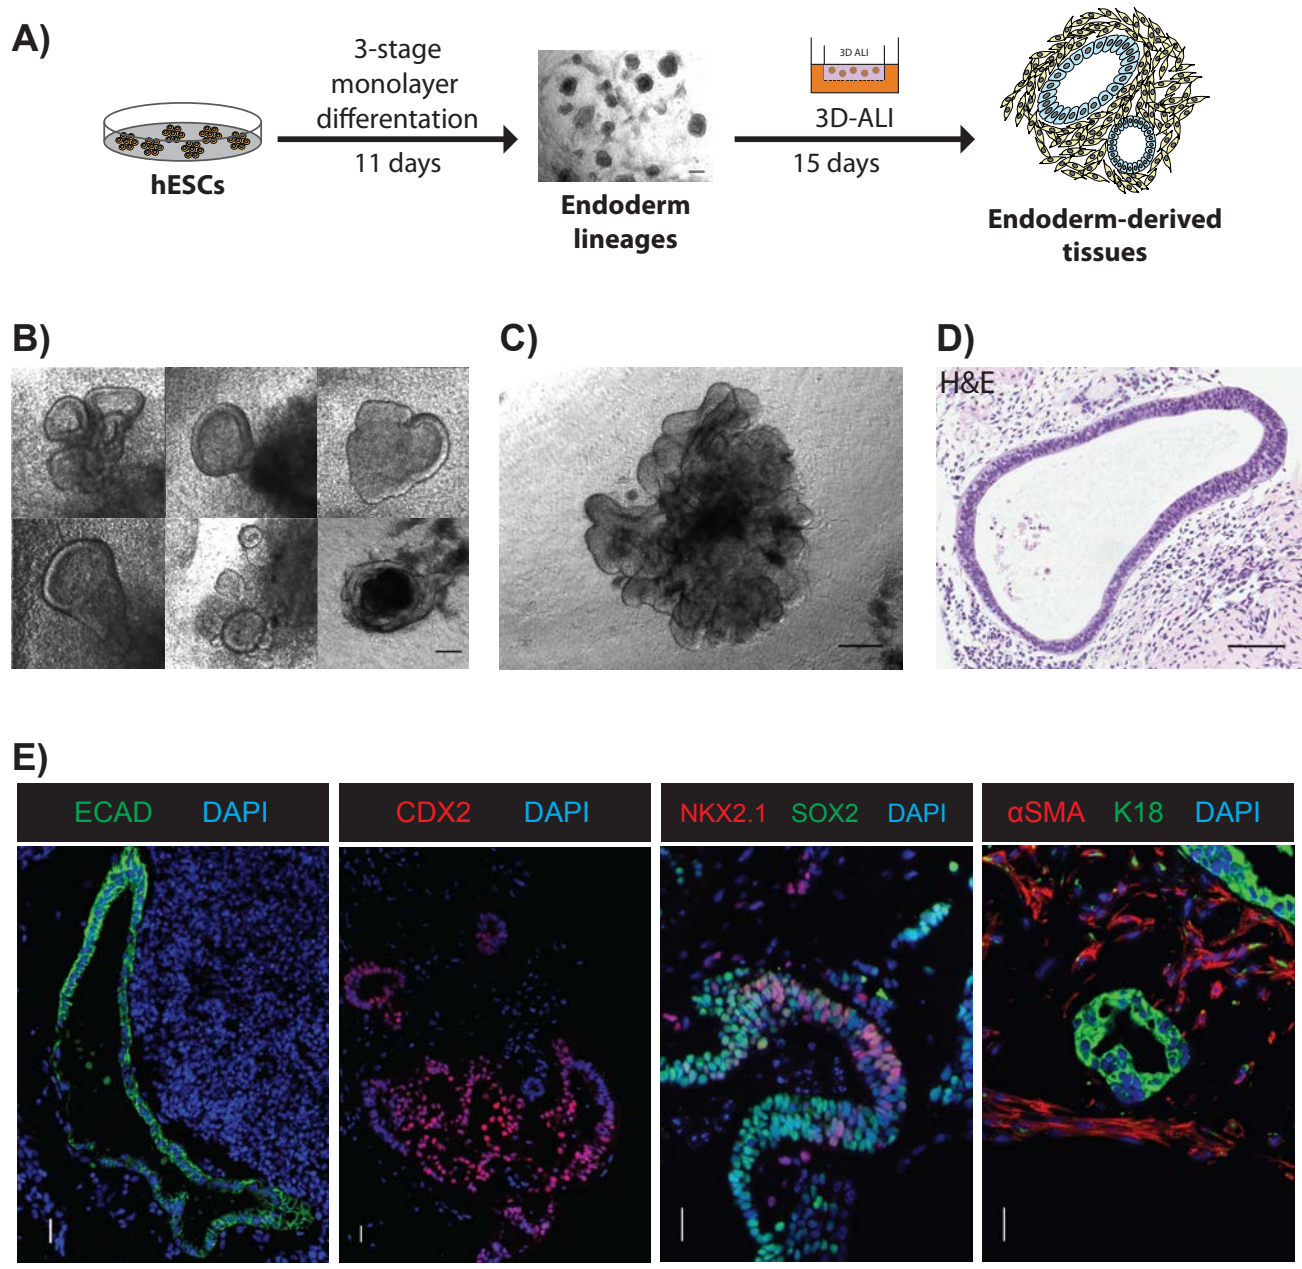 A)
3-stage
monolayer
differentation
11 days
hESCs
Endoderm
lineages
3D ALI
3D-ALI
15 days
Endoderm-derived
tissues
B)
C)
D)
H&E
E)
ECAD DAPI
CDX2 DAPI
NKX2.1 SOX2 DAPI
αSMA K18 DAPI